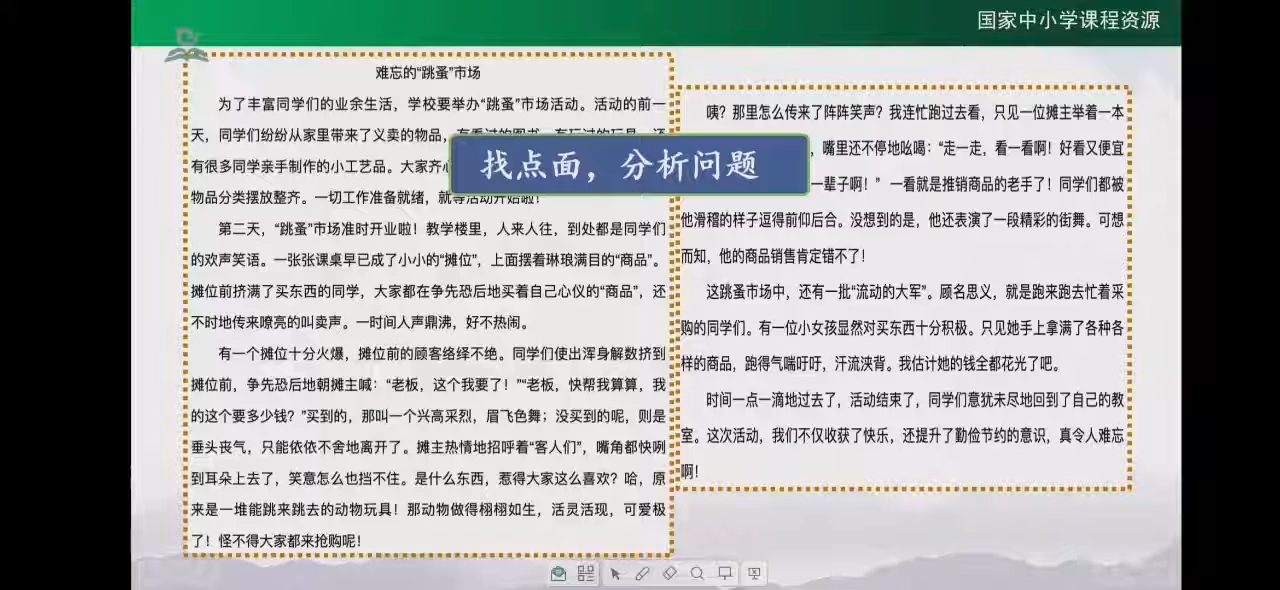 国家中小学课程资源
难忘的“跳蚤”市场
为了丰富同学们的业余生活，学校要举办“跳蚤”市场活动。活动的前一
天，同学们纷纷从家里带来了义卖的物品，有看过的图书，有玩过的玩具，还
有很多同学亲手制作的小工艺品。大家齐心
物品分类摆放整齐。一切工作准备就绪，就等活动开始啦！
第二天，“跳蚤”市场准时开业啦！教学楼里，人来人往，到处都是同学们
的欢声笑语。一张张课桌早已成了小小的“摊位”，上面摆着琳琅满目的“商品”。
摊位前挤满了买东西的同学，大家都在争先恐后地买着自己心仪的“商品”，还
不时地传来嘹亮的叫卖声。一时间人声鼎沸，好不热闹。
有一个摊位十分火爆，摊位前的顾客络绎不绝。同学们使出浑身解数挤到
摊位前，争先恐后地朝摊主喊：“老板，这个我要了！”“老板，快帮我算算，我
的这个要多少钱？”买到的，那叫一个兴高采烈，眉飞色舞；没买到的呢，则是
垂头丧气，只能依依不舍地离开了。摊主热情地招呼着“客人们”，嘴角都快咧
到耳朵上去了，笑意怎么也挡不住。是什么东西，惹得大家这么喜欢？哈，原
来是一堆能跳来跳去的动物玩具！那动物做得栩栩如生，活灵活现，可爱极
了！怪不得大家都来抢购呢！
找点面，分析问题
咦？那里怎么传来了阵阵笑声？我连忙跑过去看，只见一位摊主举着一本
，嘴里还不停地吆喝：“走一走，看一看啊！好看又便宜
一辈子啊！” 一看就是推销商品的老手了！同学们都被
他滑稽的样子逗得前仰后合。没想到的是，他还表演了一段精彩的街舞。可想
而知，他的商品销售肯定错不了！
这跳蚤市场中，还有一批“流动的大军”。顾名思义，就是跑来跑去忙着采
购的同学们。有一位小女孩显然对买东西十分积极。只见她手上拿满了各种各
样的商品，跑得气喘吁吁，汗流浃背。我估计她的钱全都花光了吧。
时间一点一滴地过去了，活动结束了，同学们意犹未尽地回到了自己的教
室。这次活动，我们不仅收获了快乐，还提升了勤俭节约的意识，真令人难忘
啊！